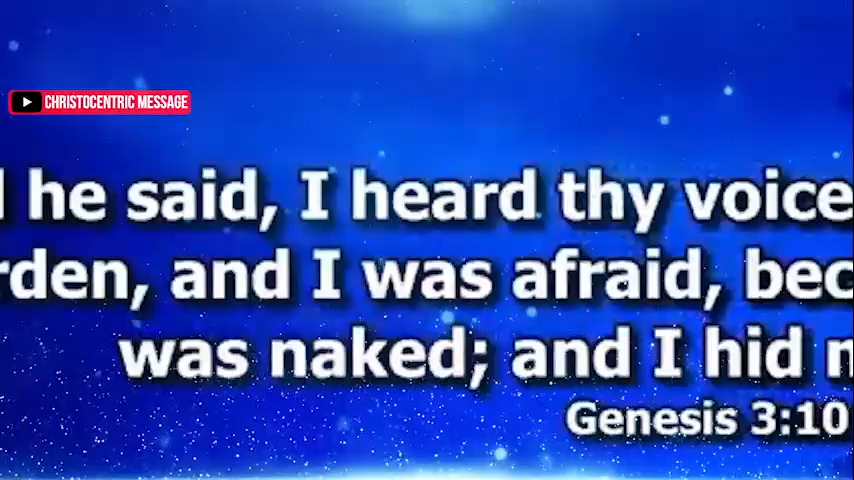 CHRISTOCENTRIC MESSAGE
he said, I heard thy voice
rden, and I was afraid, bec
was naked; and I hid
Genesis 3:10